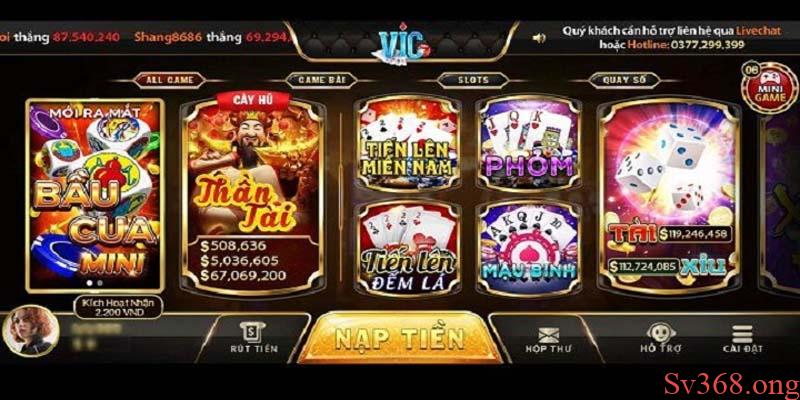 oi thắng 87,540,240 Shang8686 thắng 69,294,
VIC
Quý khách cần hỗ trợ liên hệ qua Livechat
hoặc Hotline: 0377,299,399
ALL GAME
GAME BÀI
SLOTS
QUAY SỐ
06
MINI
GAME
MỚI RA MẮT
BẦU
CUA
MINI
CÂY HŨ
Thần
Tài
$508,636
$5,036,605
$67,069,200
TIẾN LÊN
MIỀN NAM
PHỎM
Tiến lên
ĐẾM LÁ
MẬU BINH
TÀI $119,246,458
$112,724,085 XỈU
Kích Hoạt Nhận
2.200 VND
RÚT TIỀN
NẠP TIỀN
HỘP THƯ
HỖ TRỢ
CÀI ĐẶT
Sv368.ong